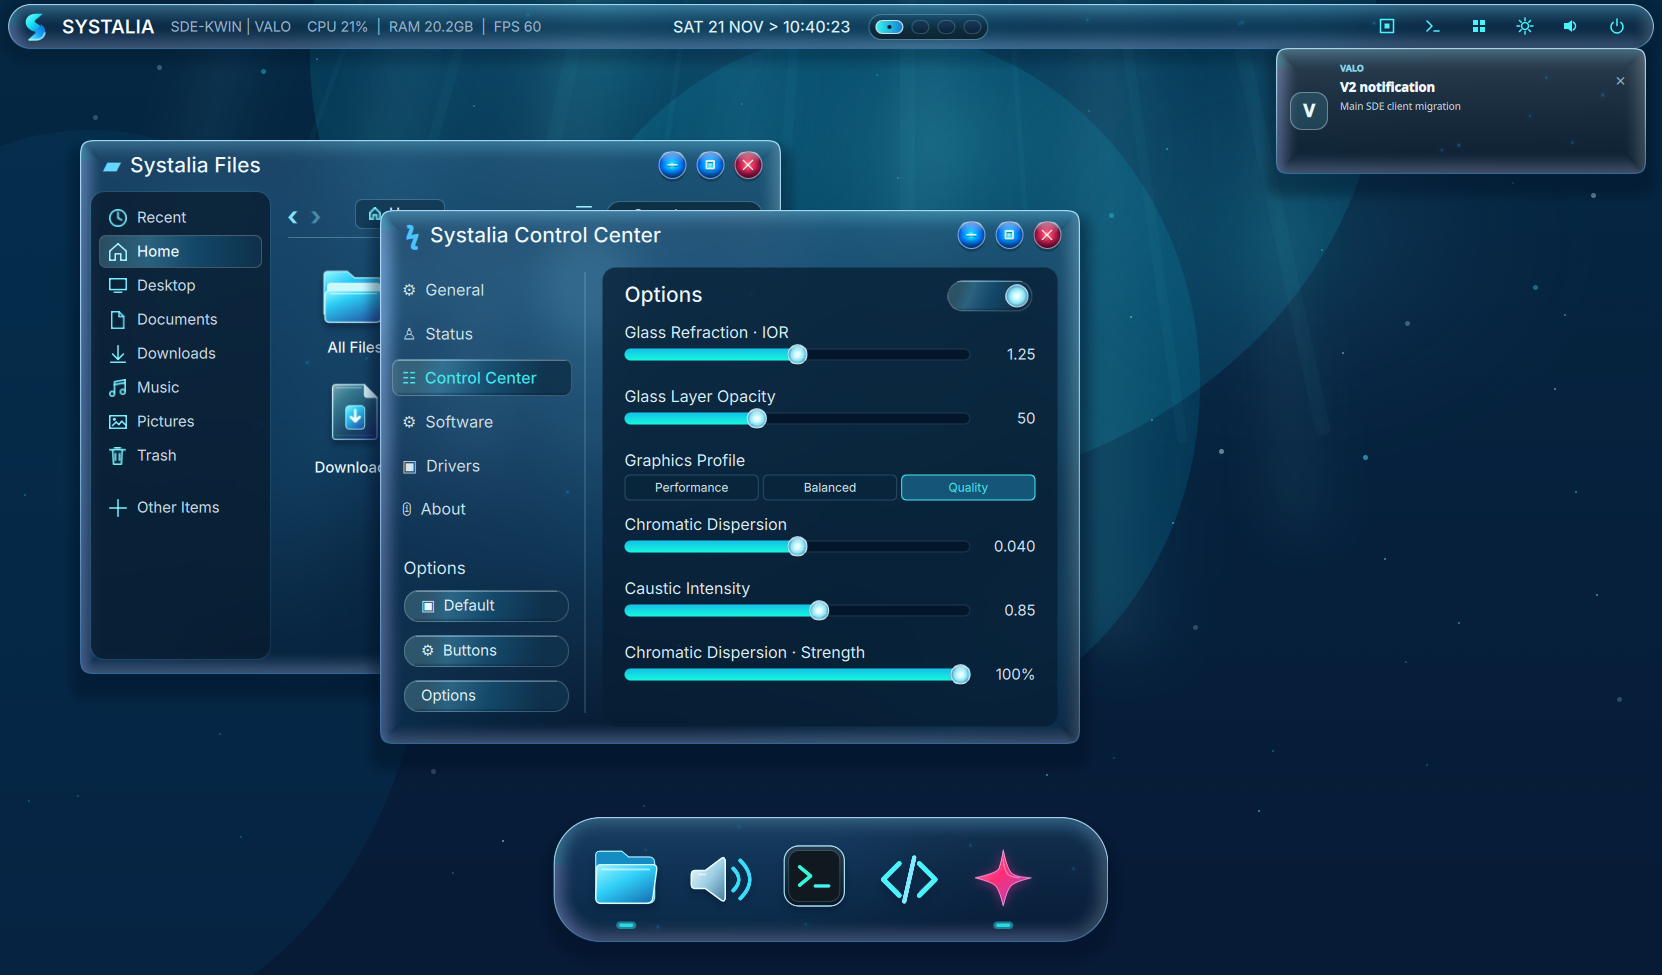 SYSTALIA SDE-KWIN | VALO CPU 21% | RAM 20.2GB | FPS 60 SAT 21 NOV > 10:40:23
VALO
V2 notification
Main SDE client migration
V
Systalia Files
Recent
Home
Desktop
Documents
Downloads
Music
Pictures
Trash
Other Items
All Files
Systalia Control Center
General
Status
Control Center
Software
Drivers
About
Options
Default
Buttons
Options
Options
Glass Refraction · IOR
1.25
Glass Layer Opacity
50
Graphics Profile
Performance Balanced Quality
Chromatic Dispersion
0.040
Caustic Intensity
0.85
Chromatic Dispersion · Strength
100%